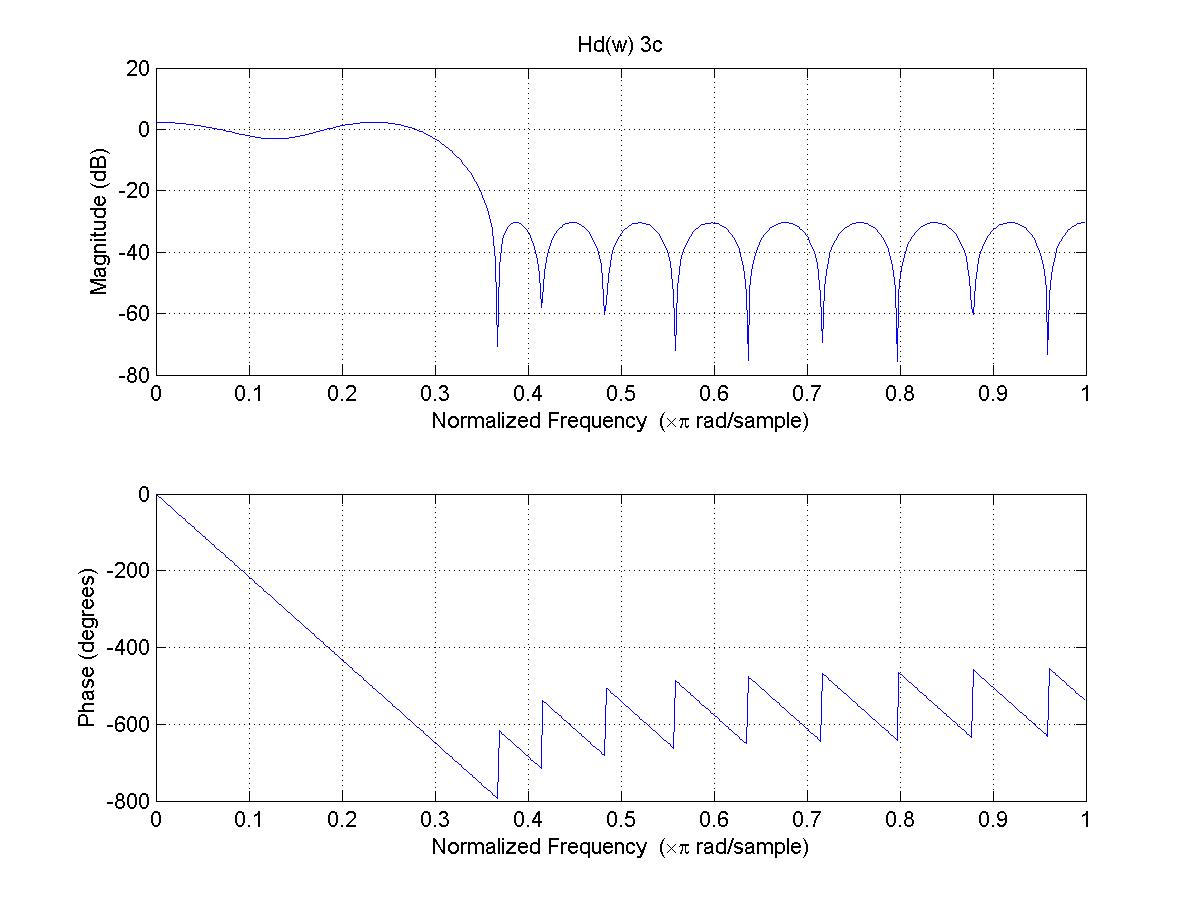 Hd(w) 3c
20
0
-20
-40
-60
-80
Magnitude (dB)
0 0.1 0.2 0.3 0.4 0.5 0.6 0.7 0.8 0.9 1
Normalized Frequency (×π rad/sample)
0
-200
-400
-600
-800
Phase (degrees)
0 0.1 0.2 0.3 0.4 0.5 0.6 0.7 0.8 0.9 1
Normalized Frequency (×π rad/sample)